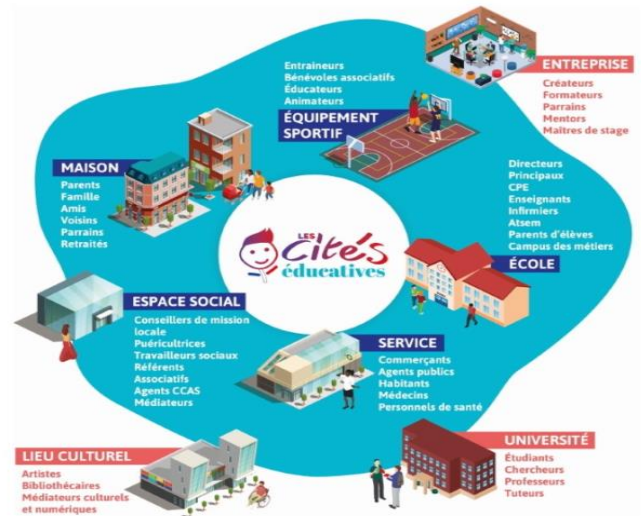 ENTREPRISE
Créateurs
Formateurs
Parrains
Mentors
Maîtres de stage
Entraineurs
Bénévoles associatifs
Éducateurs
Animateurs
ÉQUIPEMENT
SPORTIF
MAISON
Parents
Famille
Amis
Voisins
Parrains
Retraités
Directeurs
Principaux
CPE
Enseignants
Infirmiers
Atsem
Parents d'élèves
Campus des métiers
ÉCOLE
LES
Cités
éducatives
ESPACE SOCIAL
Conseillers de mission
locale
Puéricultrices
Travailleurs sociaux
Référents
Associatifs
Agents CCAS
Médiateurs
SERVICE
Commerçants
Agents publics
Habitants
Médecins
Personnels de santé
LIEU CULTUREL
Artistes
Bibliothécaires
Médiateurs culturels
et numériques
UNIVERSITÉ
Étudiants
Chercheurs
Professeurs
Tuteurs